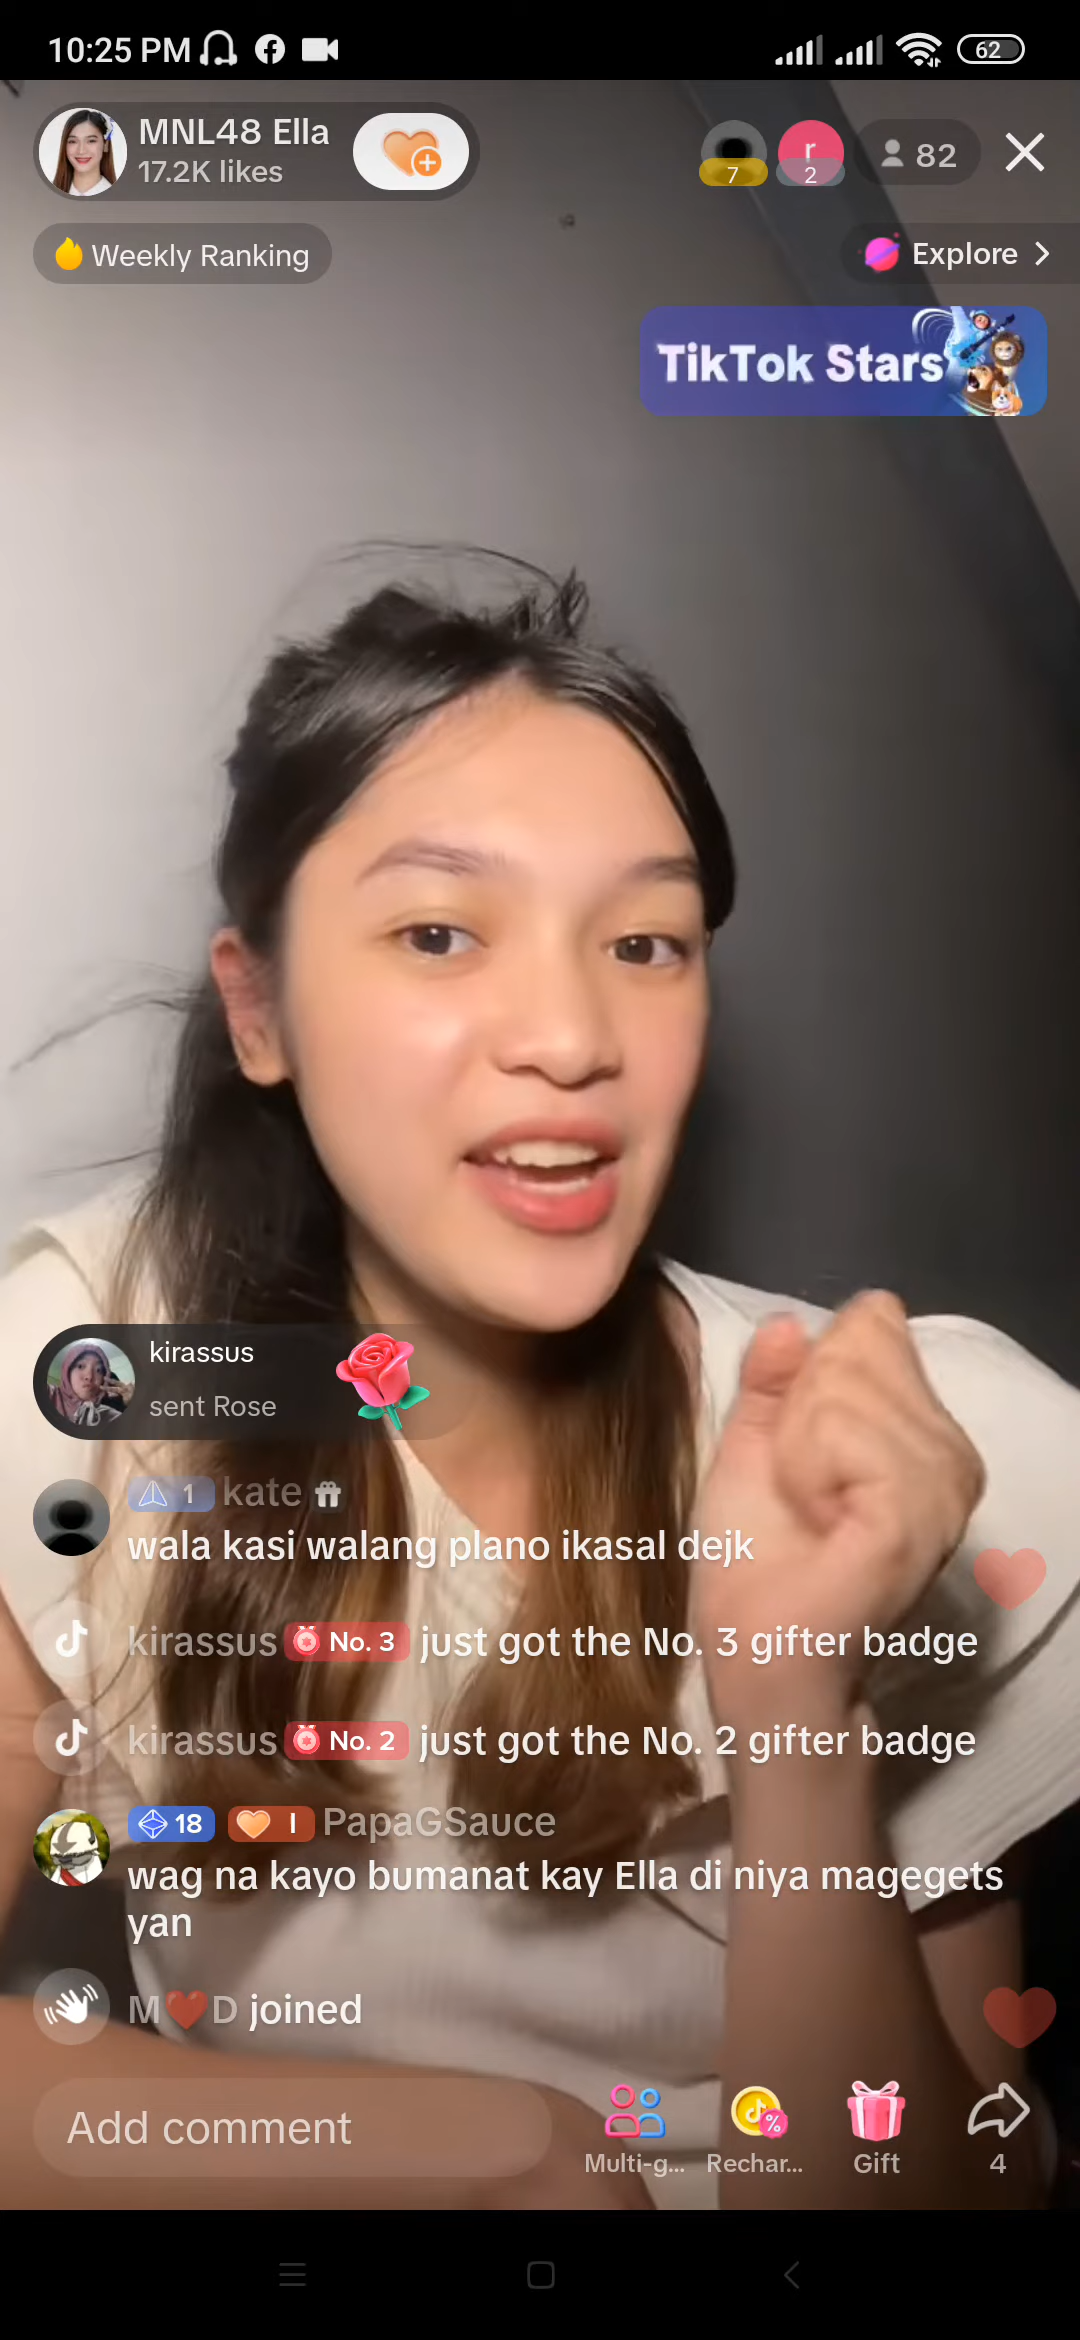 10:25 PM
62
MNL48 Ella
17.2K likes
7
r
2
82
Weekly Ranking
Explore
TikTok Stars
kirassus
sent Rose
1 kate
wala kasi walang plano ikasal dejk
kirassus No. 3 just got the No. 3 gifter badge
kirassus No. 2 just got the No. 2 gifter badge
18 I PapaGSauce
wag na kayo bumanat kay Ella di niya magegets
yan
M❤️D joined
Add comment
Multi-g...
Rechar...
Gift
4